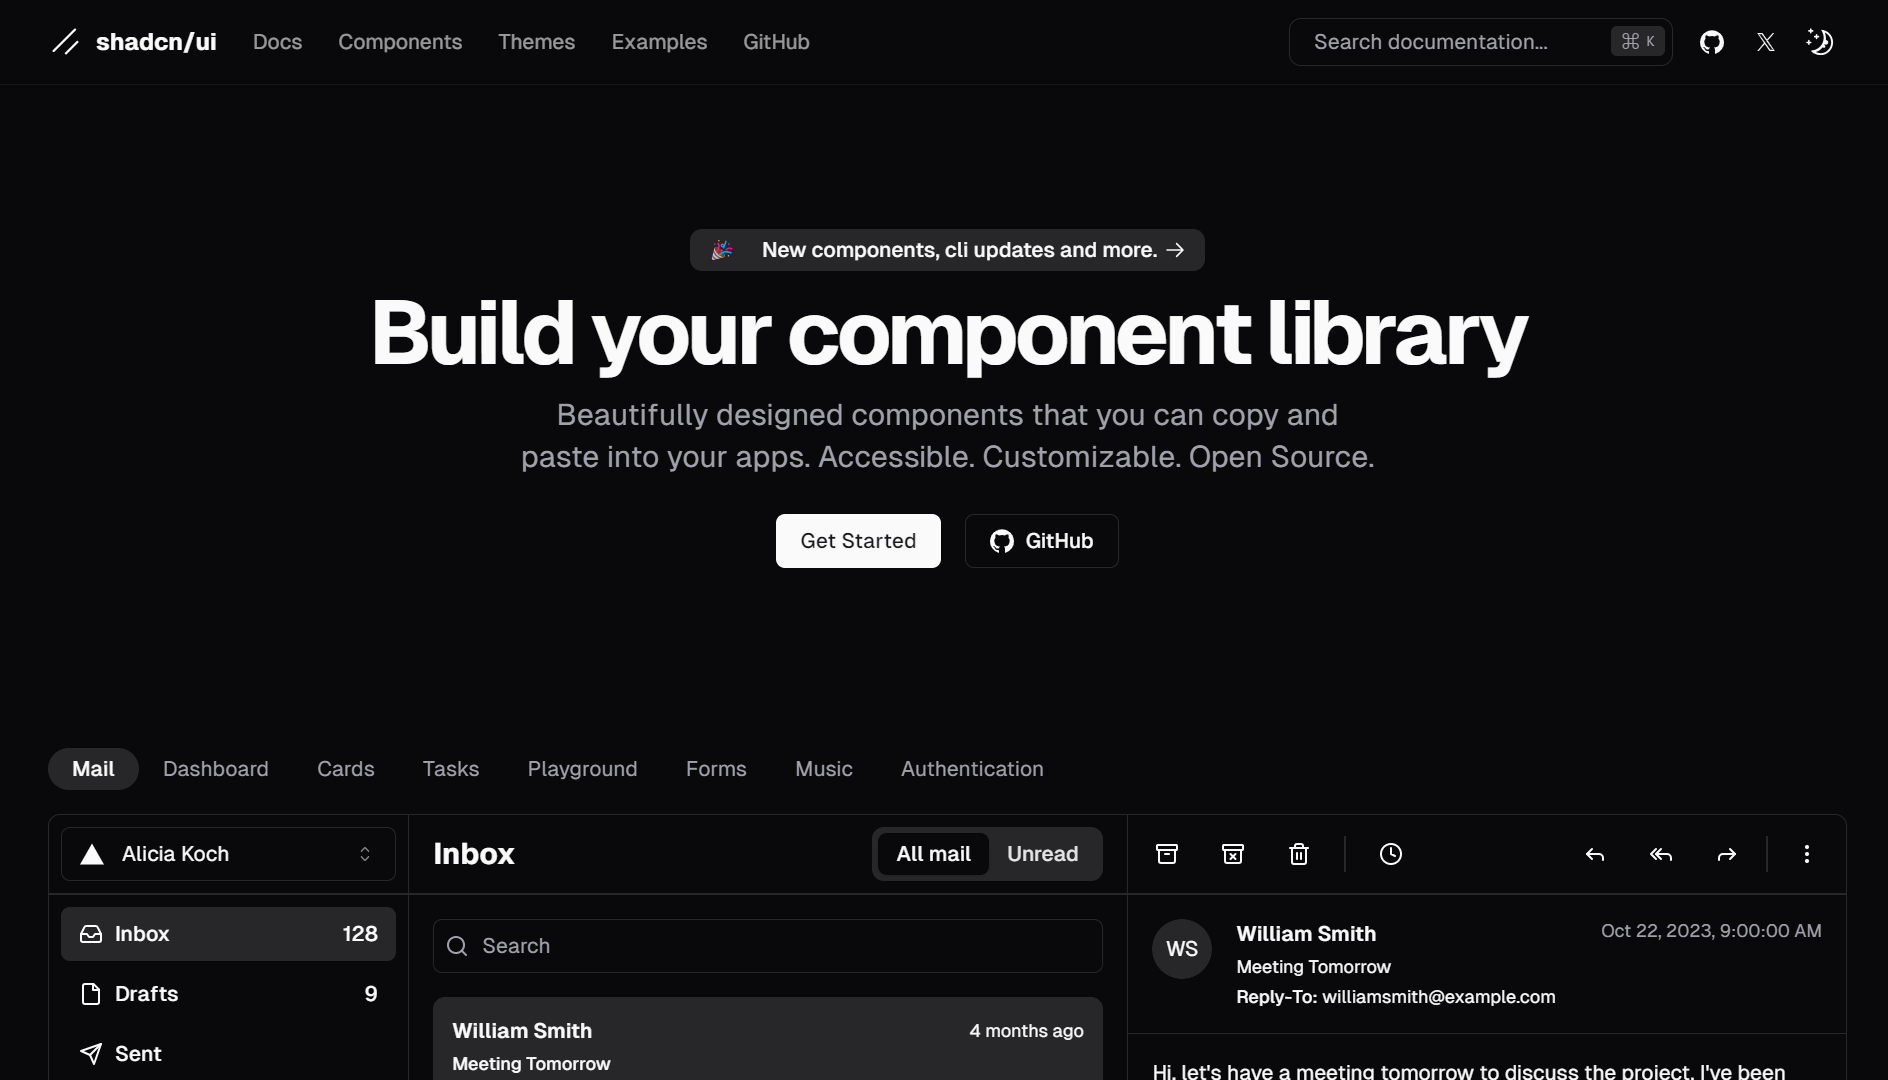 shadcn/ui Docs Components Themes Examples GitHub Search documentation... ⌘ K
🎉 New components, cli updates and more. →
Build your component library
Beautifully designed components that you can copy and
paste into your apps. Accessible. Customizable. Open Source.
Get Started GitHub
Mail Dashboard Cards Tasks Playground Forms Music Authentication
Alicia Koch
Inbox 128
Drafts 9
Sent
Inbox All mail Unread
Search
William Smith 4 months ago
Meeting Tomorrow
WS
William Smith Oct 22, 2023, 9:00:00 AM
Meeting Tomorrow
Reply-To: williamsmith@example.com
Hi, let's have a meeting tomorrow to discuss the project. I've been